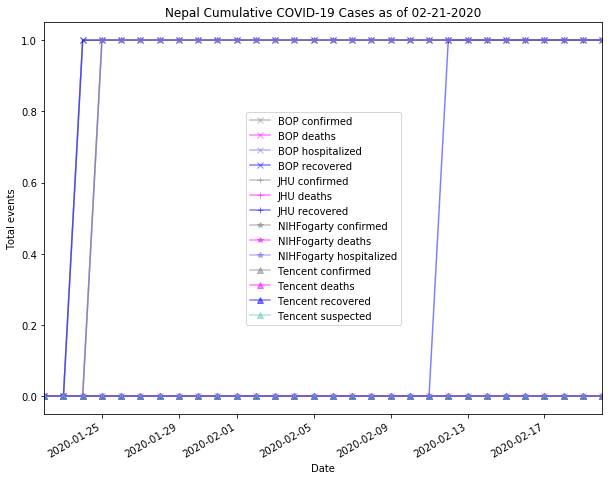 Nepal Cumulative COVID-19 Cases as of 02-21-2020
Total events
1.0
0.8
0.6
0.4
0.2
0.0
BOP confirmed
BOP deaths
BOP hospitalized
BOP recovered
JHU confirmed
JHU deaths
JHU recovered
NIHFogarty confirmed
NIHFogarty deaths
NIHFogarty hospitalized
Tencent confirmed
Tencent deaths
Tencent recovered
Tencent suspected
2020-01-25
2020-01-29
2020-02-01
2020-02-05
2020-02-09
2020-02-13
2020-02-17
Date